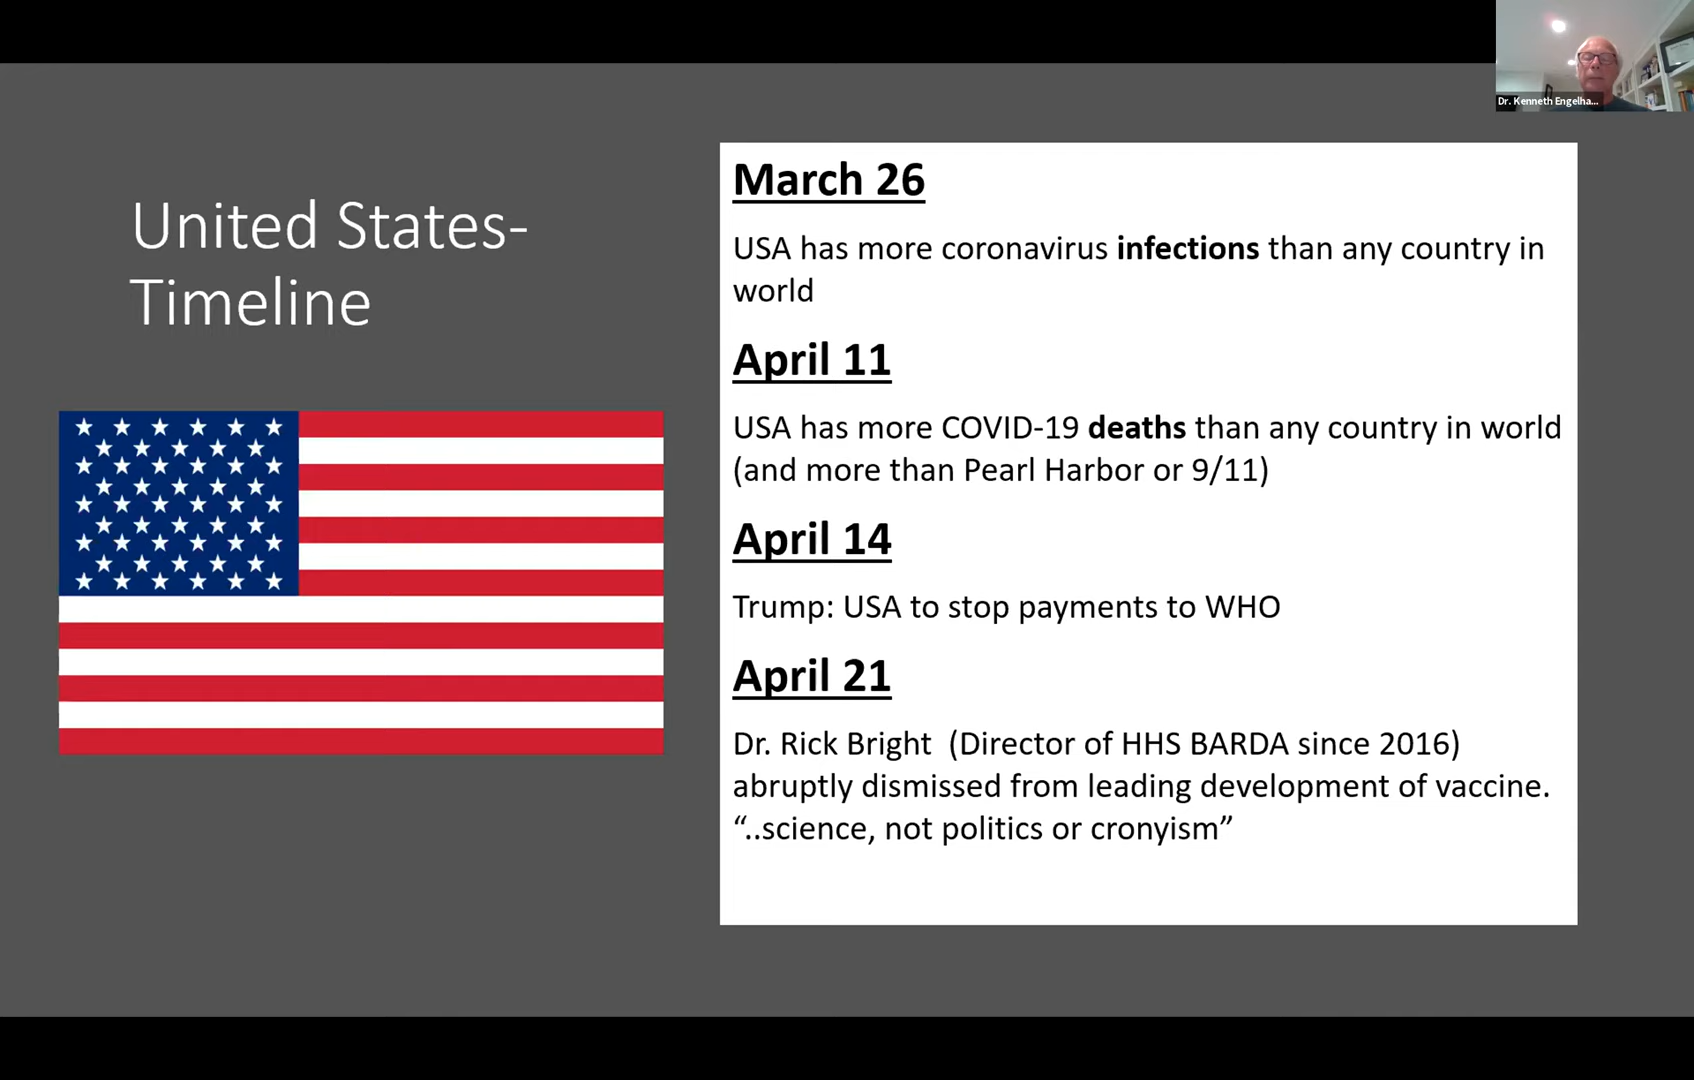 Dr. Kenneth Engelha...
United States-
Timeline
March 26
USA has more coronavirus infections than any country in
world
April 11
USA has more COVID-19 deaths than any country in world
(and more than Pearl Harbor or 9/11)
April 14
Trump: USA to stop payments to WHO
April 21
Dr. Rick Bright  (Director of HHS BARDA since 2016)
abruptly dismissed from leading development of vaccine.
“..science, not politics or cronyism”